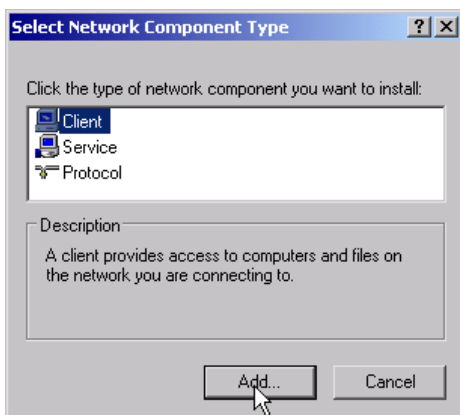 Select Network Component Type
Click the type of network component you want to install:
Client
Service
Protocol
Description
A client provides access to computers and files on
the network you are connecting to.
Add... Cancel